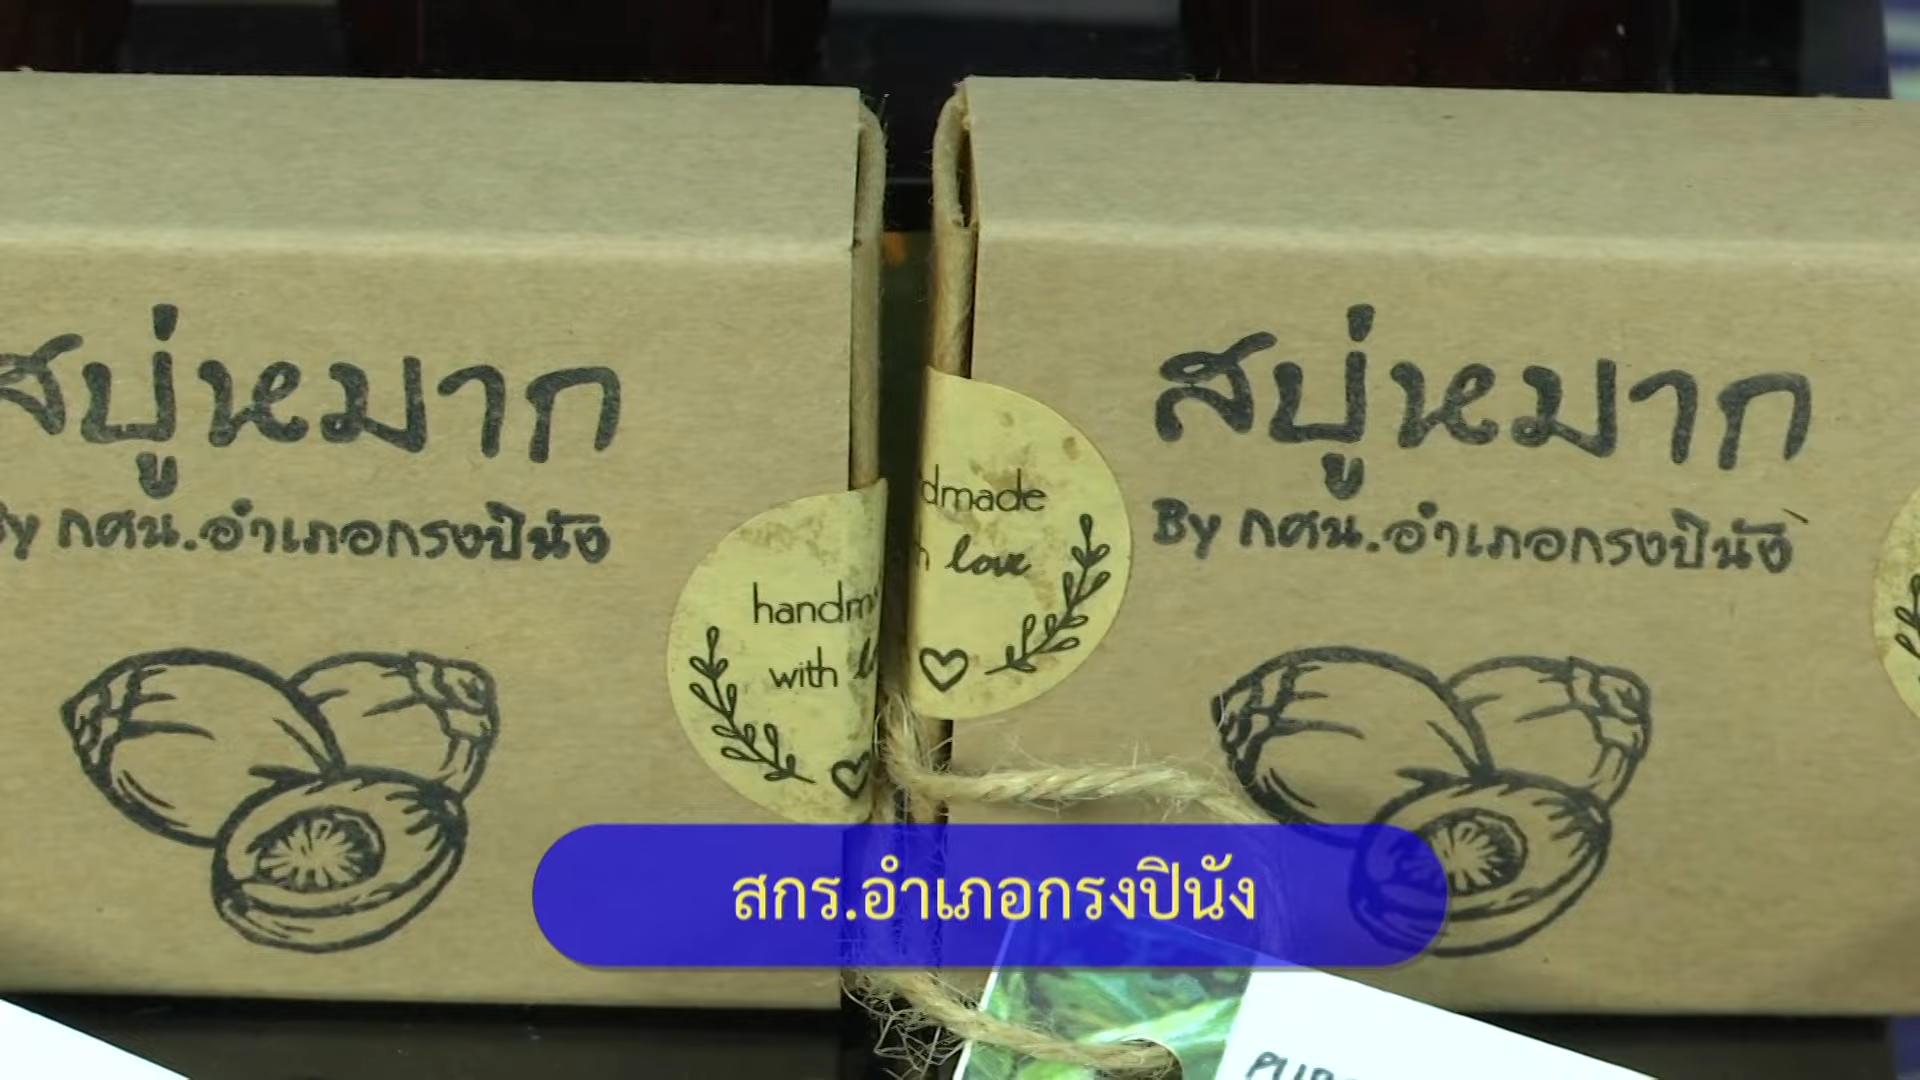 สบู่หมาก
By กศน.อำเภอกรงปินัง
handm
with
dmade
love
สบู่หมาก
By กศน.อำเภอกรงปินัง
สกร.อำเภอกรงปินัง